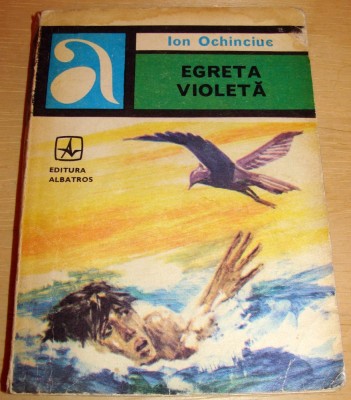 a
Ion Ochinciuc
EGRETA
VIOLETĂ
EDITURA
ALBATROS